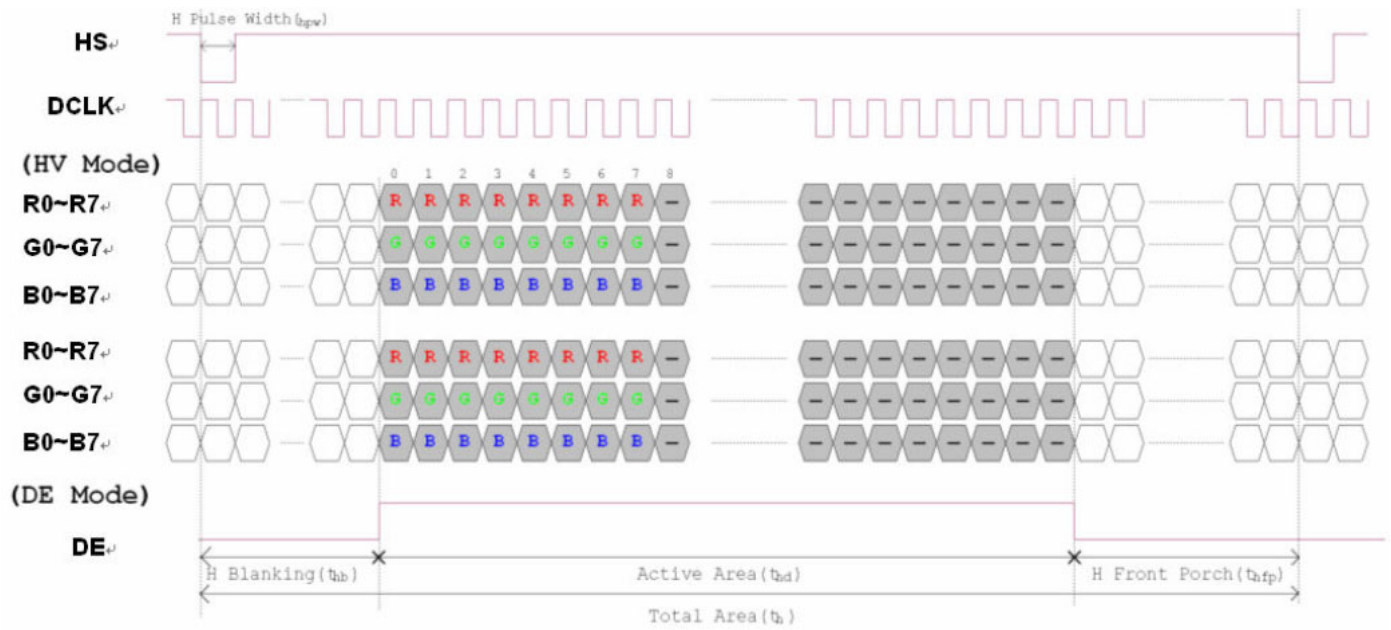 H Pulse Width(thpw)
HS
DCLK
(HV Mode)
0 1 2 3 4 5 6 7 8
R0~R7 R R R R R R R R
G0~G7 G G G G G G G G
B0~B7 B B B B B B B B
R0~R7 R R R R R R R R
G0~G7 G G G G G G G G
B0~B7 B B B B B B B B
(DE Mode)
DE
H Blanking(thb) Active Area(thd) H Front Porch(thfp)
Total Area(th)